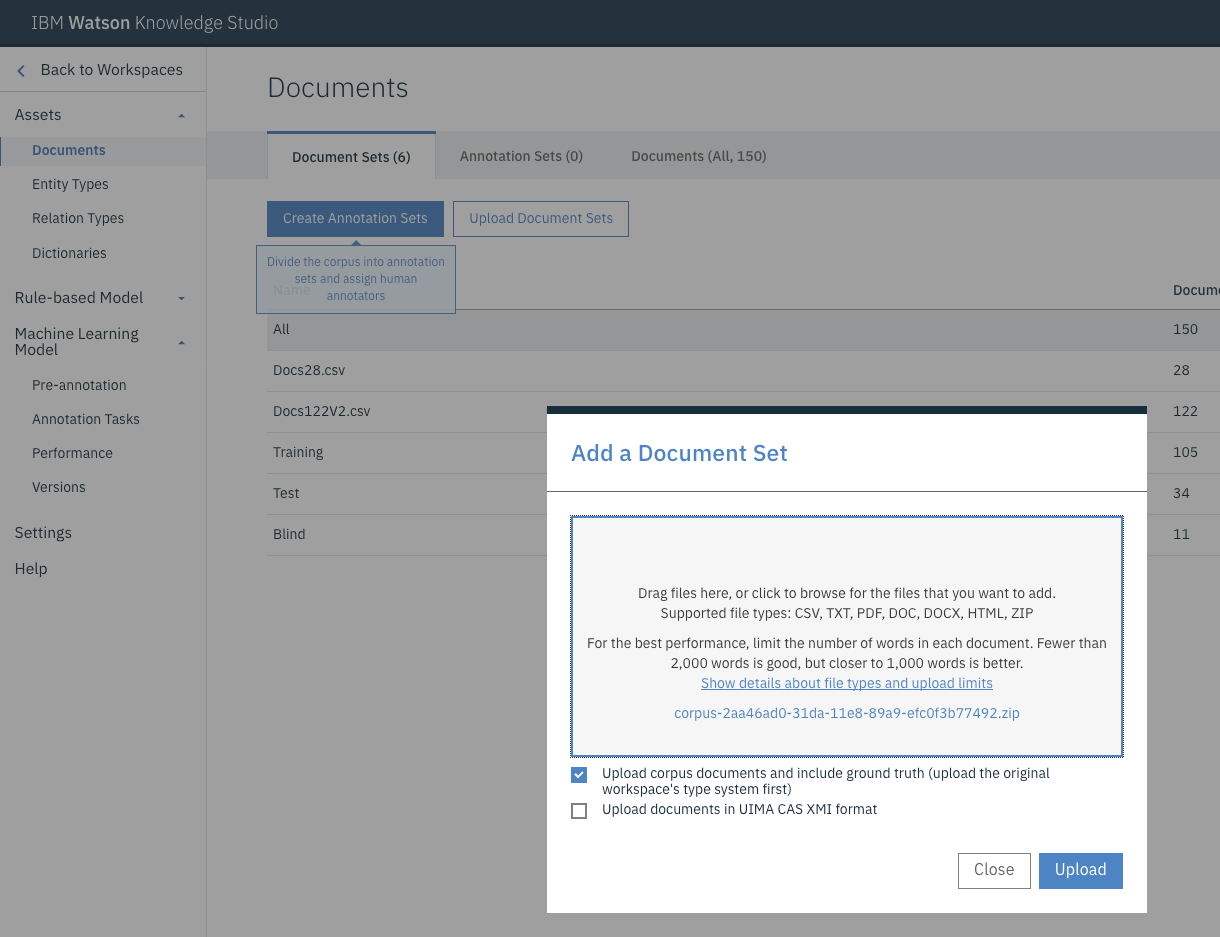 IBM Watson Knowledge Studio
Back to Workspaces
Assets
Documents
Entity Types
Relation Types
Dictionaries
Rule-based Model
Machine Learning
Model
Pre-annotation
Annotation Tasks
Performance
Versions
Settings
Help
Documents
Document Sets (6)
Annotation Sets (0)
Documents (All, 150)
Create Annotation Sets
Upload Document Sets
Divide the corpus into annotation
sets and assign human
annotators
Name
Docume
All
150
Docs28.csv
28
Docs122V2.csv
122
Training
105
Test
34
Blind
11
Add a Document Set
Drag files here, or click to browse for the files that you want to add.
Supported file types: CSV, TXT, PDF, DOC, DOCX, HTML, ZIP
For the best performance, limit the number of words in each document. Fewer than
2,000 words is good, but closer to 1,000 words is better.
Show details about file types and upload limits
corpus-2aa46ad0-31da-11e8-89a9-efc0f3b77492.zip
Upload corpus documents and include ground truth (upload the original
workspace's type system first)
Upload documents in UIMA CAS XMI format
Close
Upload